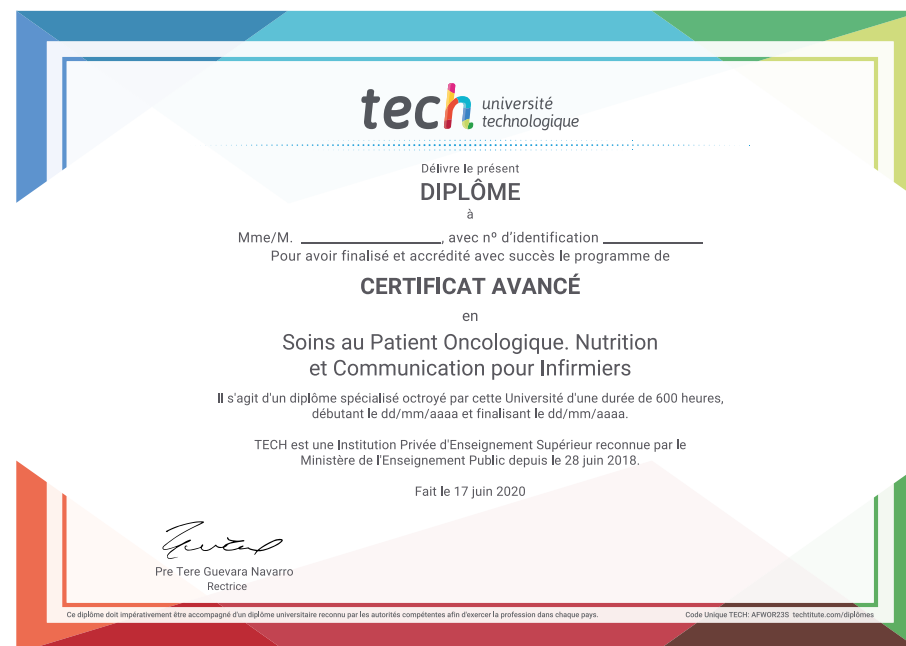 tech université
technologique
Délivre le présent
DIPLÔME
à
Mme/M. ____________________, avec nº d'identification ______________
Pour avoir finalisé et accrédité avec succès le programme de
CERTIFICAT AVANCÉ
en
Soins au Patient Oncologique. Nutrition
et Communication pour Infirmiers
Il s'agit d'un diplôme spécialisé octroyé par cette Université d'une durée de 600 heures,
débutant le dd/mm/aaaa et finalisant le dd/mm/aaaa.
TECH est une Institution Privée d'Enseignement Supérieur reconnue par le
Ministère de l'Enseignement Public depuis le 28 juin 2018.
Fait le 17 juin 2020
Pre Tere Guevara Navarro
Rectrice
Ce diplôme doit impérativement être accompagné d'un diplôme universitaire reconnu par les autorités compétentes afin d'exercer la profession dans chaque pays.
Code Unique TECH: AFWOR23S techtitute.com/diplômes